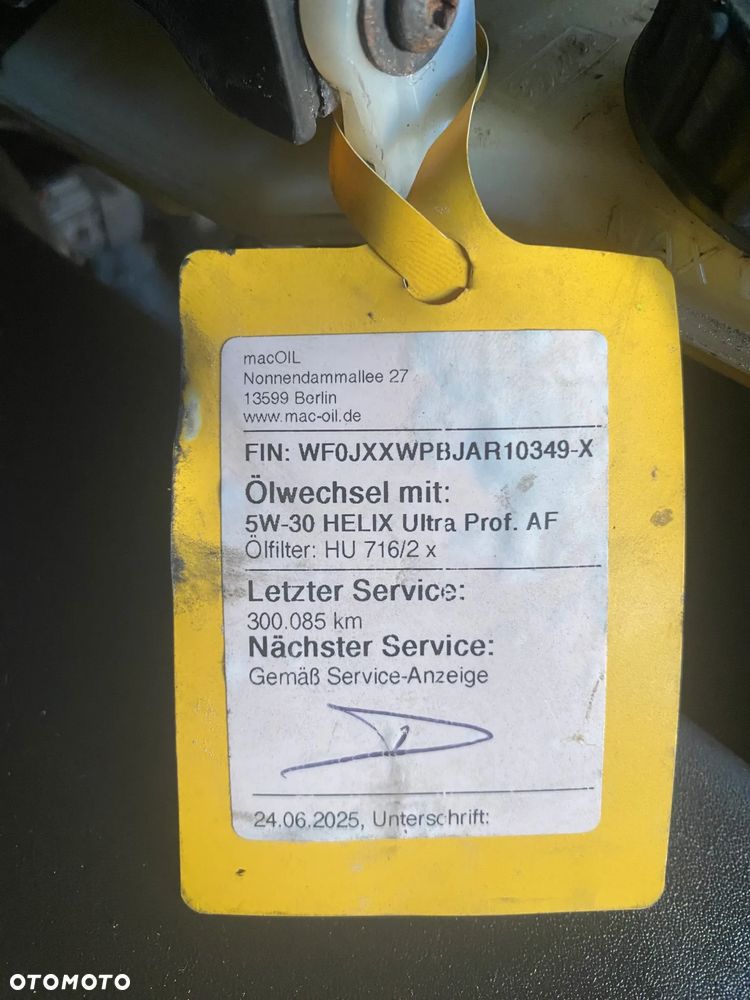 macOIL
Nonnendammallee 27
13599 Berlin
www.mac-oil.de
FIN: WF0JXXWPBJAR10349-X
Ölwechsel mit:
5W-30 HELIX Ultra Prof. AF
Ölfilter: HU 716/2 x
Letzter Service:
300.085 km
Nächster Service:
Gemäß Service-Anzeige
24.06.2025, Unterschrift:
OTOMOTO